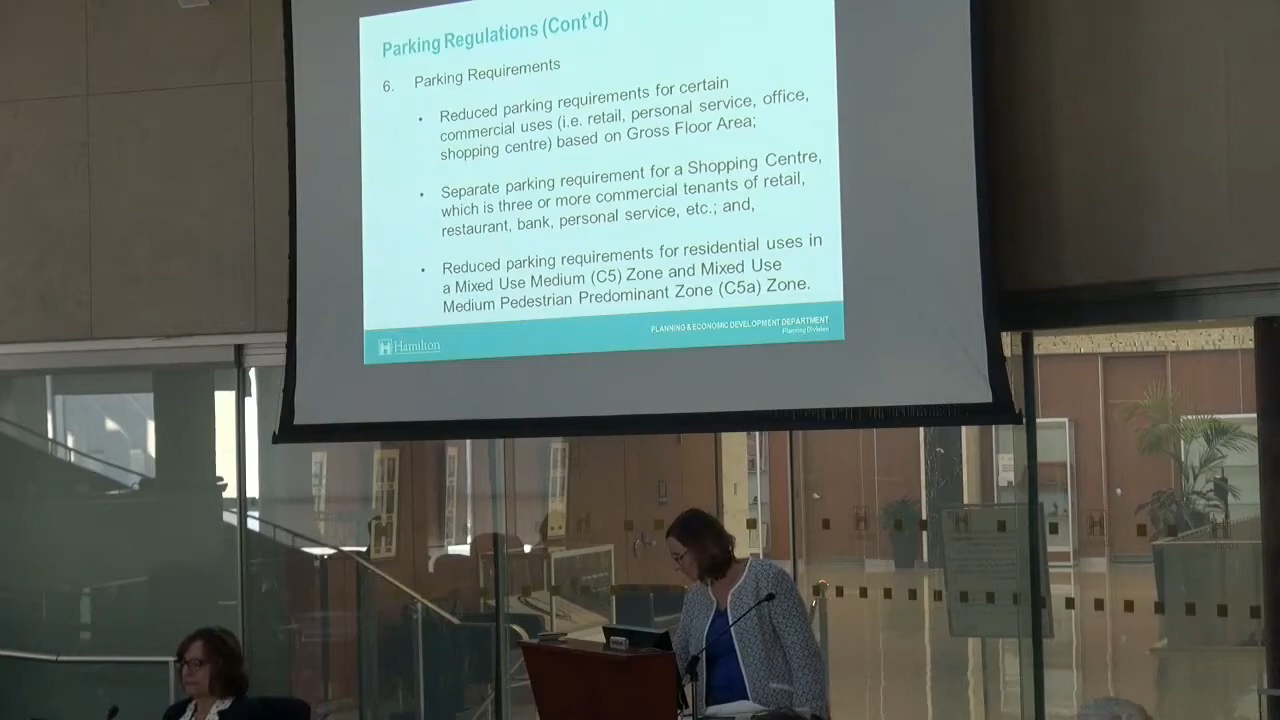 Parking Regulations (Cont'd)
6. Parking Requirements
• Reduced parking requirements for certain
commercial uses (i.e. retail, personal service, office,
shopping centre) based on Gross Floor Area;
• Separate parking requirement for a Shopping Centre,
which is three or more commercial tenants of retail,
restaurant, bank, personal service, etc.; and,
• Reduced parking requirements for residential uses in
a Mixed Use Medium (C5) Zone and Mixed Use
Medium Pedestrian Predominant Zone (C5a) Zone.
Hamilton
PLANNING & ECONOMIC DEVELOPMENT DEPARTMENT
Planning Division